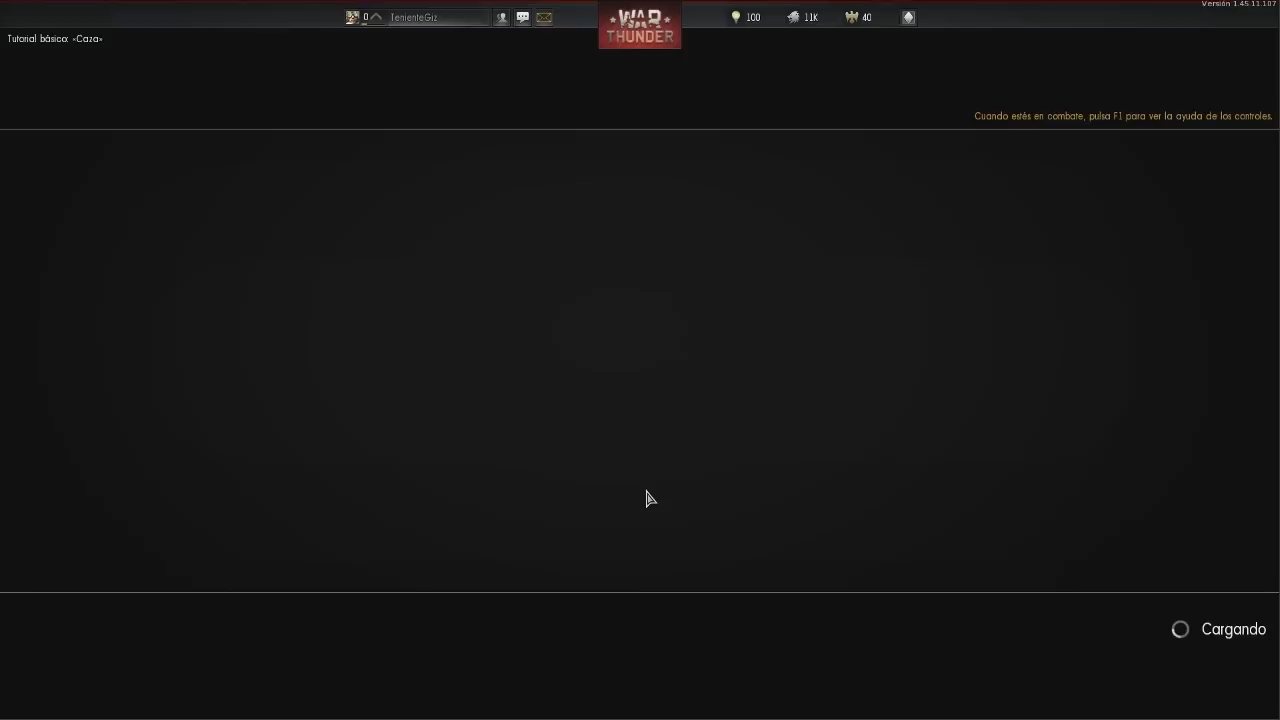 Versión 1.45.11.107
0 TenienteGiz
WAR THUNDER
100 11K 40
Tutorial básico: «Caza»
Cuando estés en combate, pulsa F1 para ver la ayuda de los controles.
Cargando